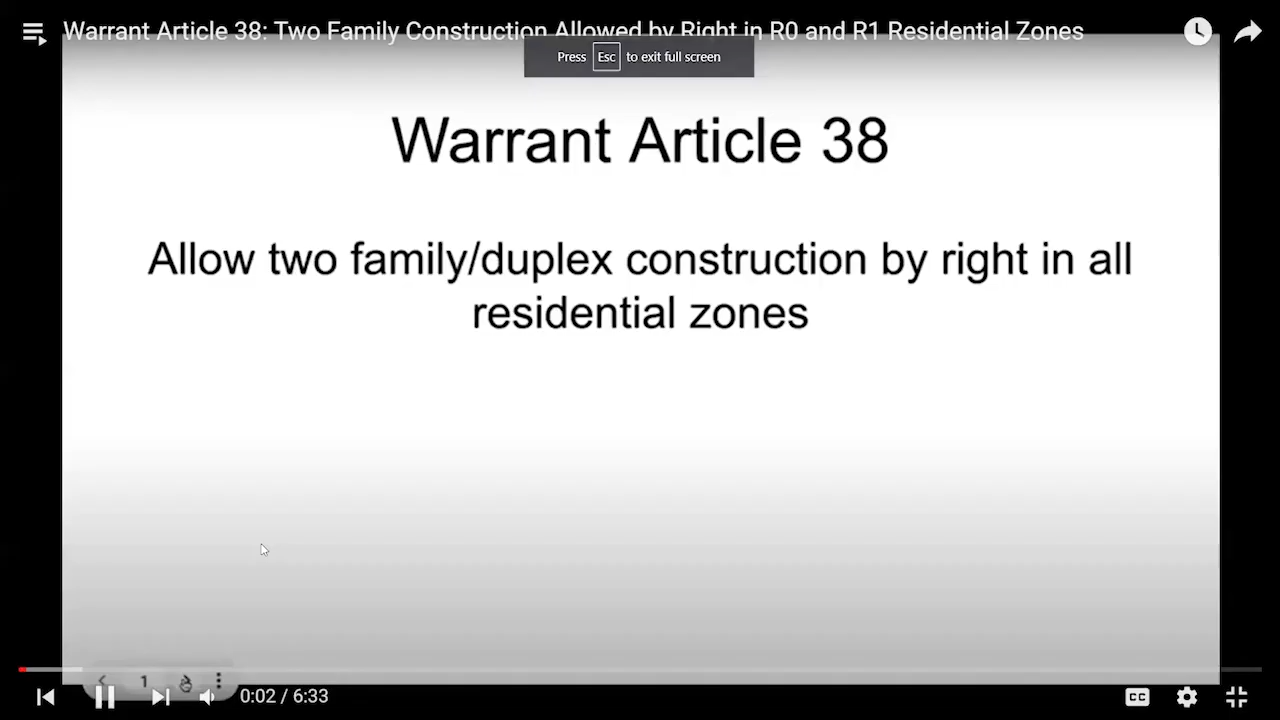 Warrant Article 38: Two Family Construction Allowed by Right in R0 and R1 Residential Zones
Press Esc to exit full screen
Warrant Article 38
Allow two family/duplex construction by right in all
residential zones
1
0:02 / 6:33
CC